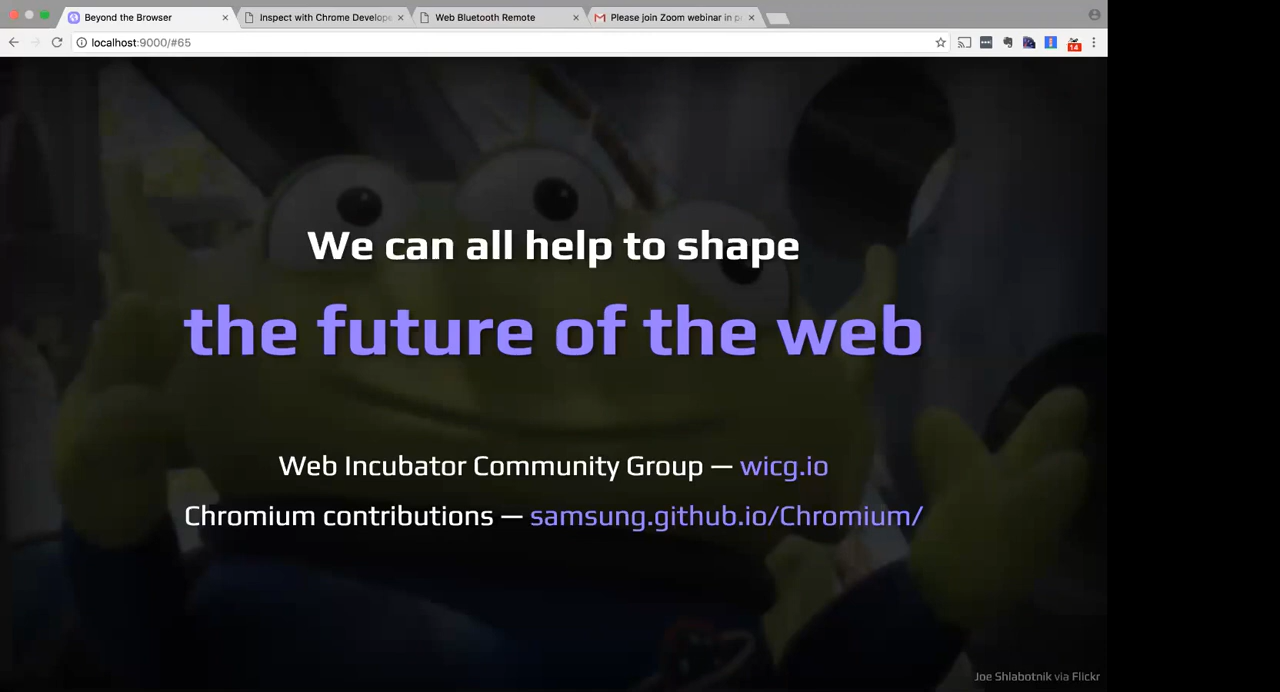 Beyond the Browser
Inspect with Chrome Develope
Web Bluetooth Remote
Please join Zoom webinar in p
localhost:9000/#65
14
We can all help to shape
the future of the web
Web Incubator Community Group — wicg.io
Chromium contributions — samsung.github.io/Chromium/
Joe Shlabotnik via Flickr